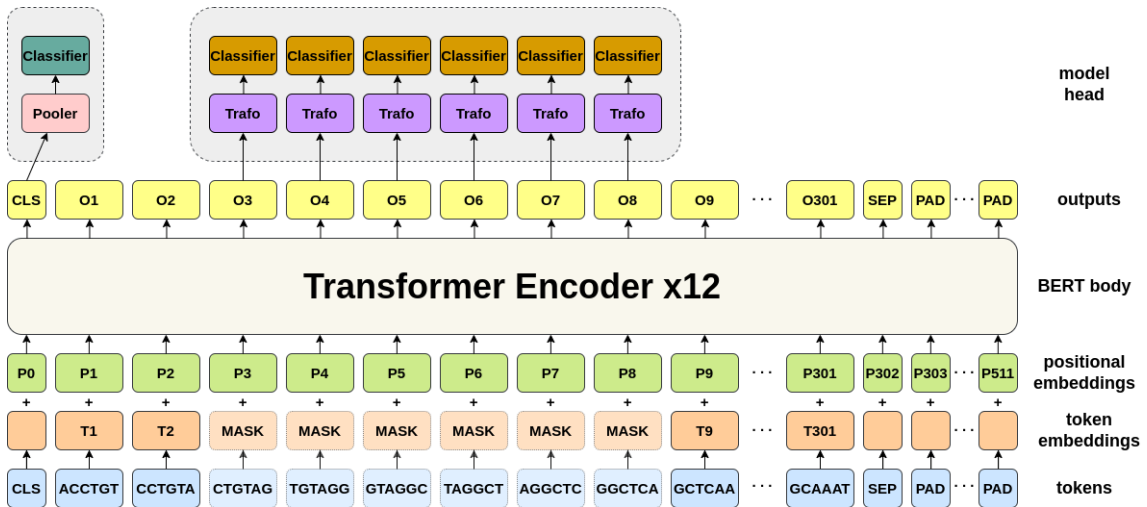 Classifier Classifier Classifier Classifier Classifier Classifier Classifier
model
head
Pooler Trafo Trafo Trafo Trafo Trafo Trafo
CLS O1 O2 O3 O4 O5 O6 O7 O8 O9 ... O301 SEP PAD ... PAD outputs
Transformer Encoder x12 BERT body
P0 P1 P2 P3 P4 P5 P6 P7 P8 P9 ... P301 P302 P303 ... P511 positional
embeddings
+ + + + + + + + + + + + + +
T1 T2 MASK MASK MASK MASK MASK MASK T9 ... T301 ... token
embeddings
CLS ACCTGT CCTGTA CTGTAG TGTAGG GTAGGC TAGGCT AGGCTC GGCTCA GCTCAA ... GCAAAT SEP PAD ... PAD tokens